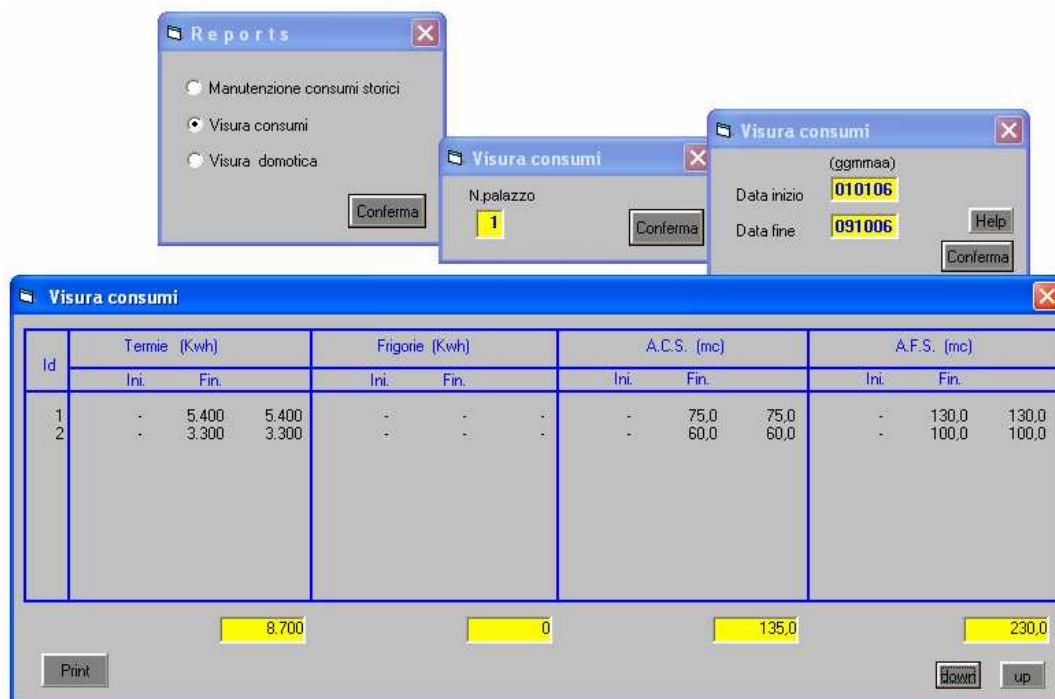 Reports
Manutenzione consumi storici
Visura consumi
Visura domotica
Conferma
Visura consumi
N.palazzo
1
Conferma
Visura consumi
(ggmmaa)
Data inizio 010106
Data fine 091006
Help
Conferma
Visura consumi
Id Termie (Kwh) Frigorie (Kwh) A.C.S. (mc) A.F.S. (mc)
Ini. Fin. Ini. Fin. Ini. Fin. Ini. Fin.
1 - 5.400 5.400 - - - - 75,0 75,0 - 130,0 130,0
2 - 3.300 3.300 - - - - 60,0 60,0 - 100,0 100,0
8.700 0 135,0 230,0
Print down up